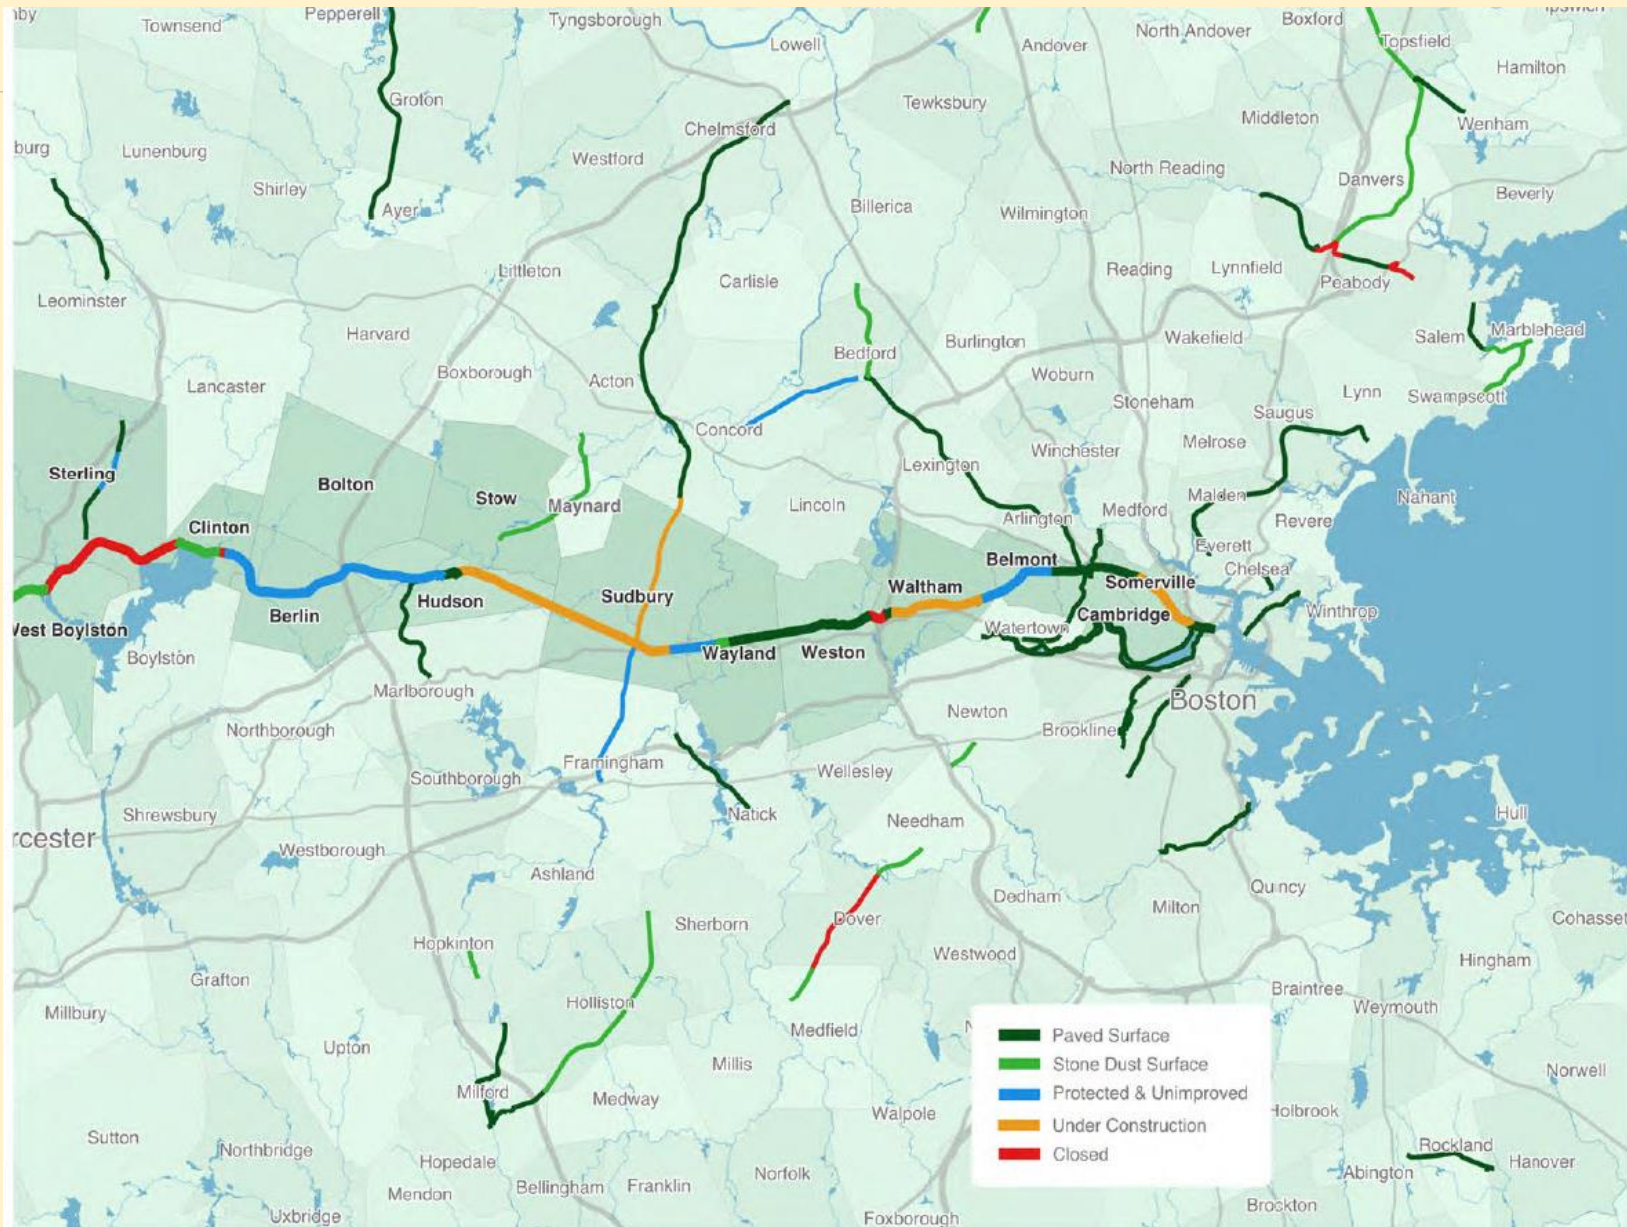 Townsend
Pepperell
Tyngsborough
Lowell
Andover
North Andover
Boxford
Topsfield
Hamilton
Groton
Chelmsford
Tewksbury
Middleton
Wenham
Lunenburg
Shirley
Westford
North Reading
Danvers
Beverly
Ayer
Billerica
Wilmington
Littleton
Carlisle
Reading
Lynnfield
Peabody
Leominster
Harvard
Bedford
Burlington
Wakefield
Salem
Marblehead
Lancaster
Boxborough
Acton
Woburn
Stoneham
Lynn
Swampscott
Saugus
Concord
Winchester
Melrose
Sterling
Bolton
Stow
Maynard
Lexington
Malden
Nahant
Lincoln
Arlington
Medford
Revere
Clinton
Everett
Belmont
Chelsea
Berlin
Hudson
Sudbury
Waltham
Somerville
Winthrop
West Boylston
Watertown
Cambridge
Boylston
Wayland
Weston
Marlborough
Boston
Northborough
Newton
Brookline
Framingham
Southborough
Wellesley
Shrewsbury
Natick
Needham
Hull
rcester
Westborough
Ashland
Dedham
Quincy
Milton
Dover
Sherborn
Cohasset
Hopkinton
Westwood
Hingham
Grafton
Holliston
Braintree
Weymouth
Millbury
Medfield
Upton
Millis
Norwell
Milford
Medway
Walpole
Holbrook
Sutton
Northbridge
Hopedale
Norfolk
Rockland
Hanover
Abington
Mendon
Bellingham
Franklin
Brockton
Uxbridge
Foxborough
Paved Surface
Stone Dust Surface
Protected & Unimproved
Under Construction
Closed